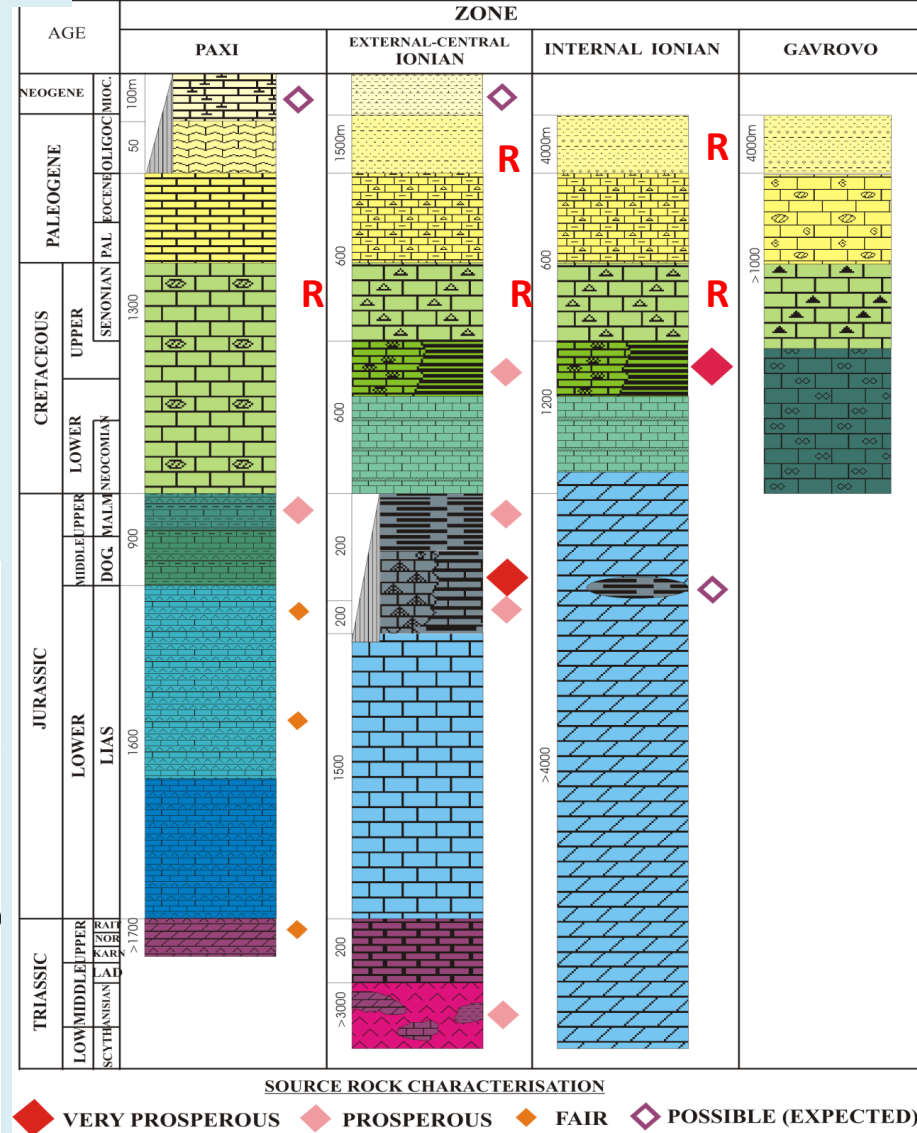 ZONE
AGE
PAXI
EXTERNAL-CENTRAL
IONIAN
INTERNAL IONIAN
GAVROVO
NEOGENE
MIOC.
100m
PALEOGENE
OLIGOC
50
1500m
R
4000m
R
4000m
EOCENE
PAL
600
600
>1000
CRETACEOUS
UPPER
SENONIAN
1300
R
R
R
LOWER
NEOCOMIAN
600
1200
JURASSIC
UPPER
MALM
900
200
MIDDLE
DOG.
200
LOWER
LIAS
1600
1500
>4000
TRIASSIC
UPPER
RAIT
NOR
KARN
>1700
200
MIDDLE
LAD
ANISIAN
>3000
LOW
SCYTH
SOURCE ROCK CHARACTERISATION
VERY PROSPEROUS
PROSPEROUS
FAIR
POSSIBLE (EXPECTED)